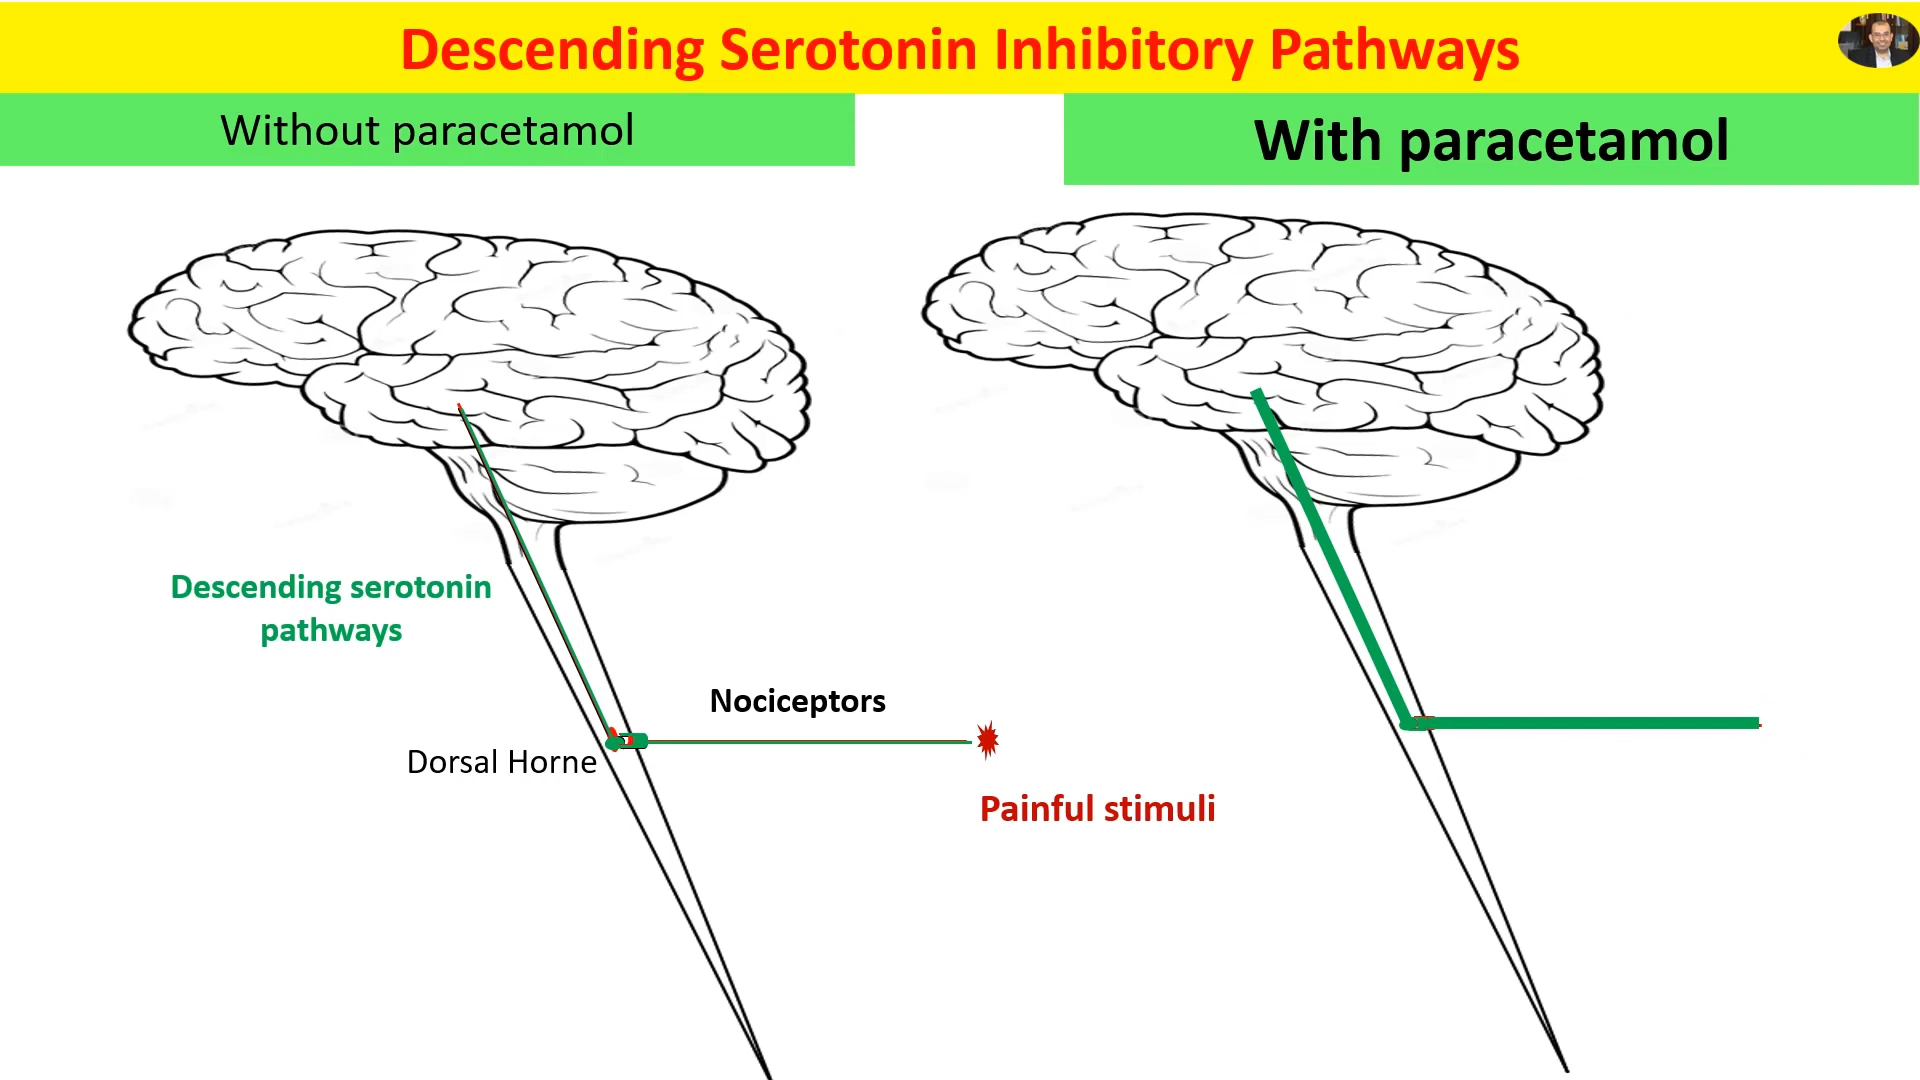 Descending Serotonin Inhibitory Pathways
Without paracetamol
With paracetamol
Descending serotonin
pathways
Nociceptors
Dorsal Horne
Painful stimuli